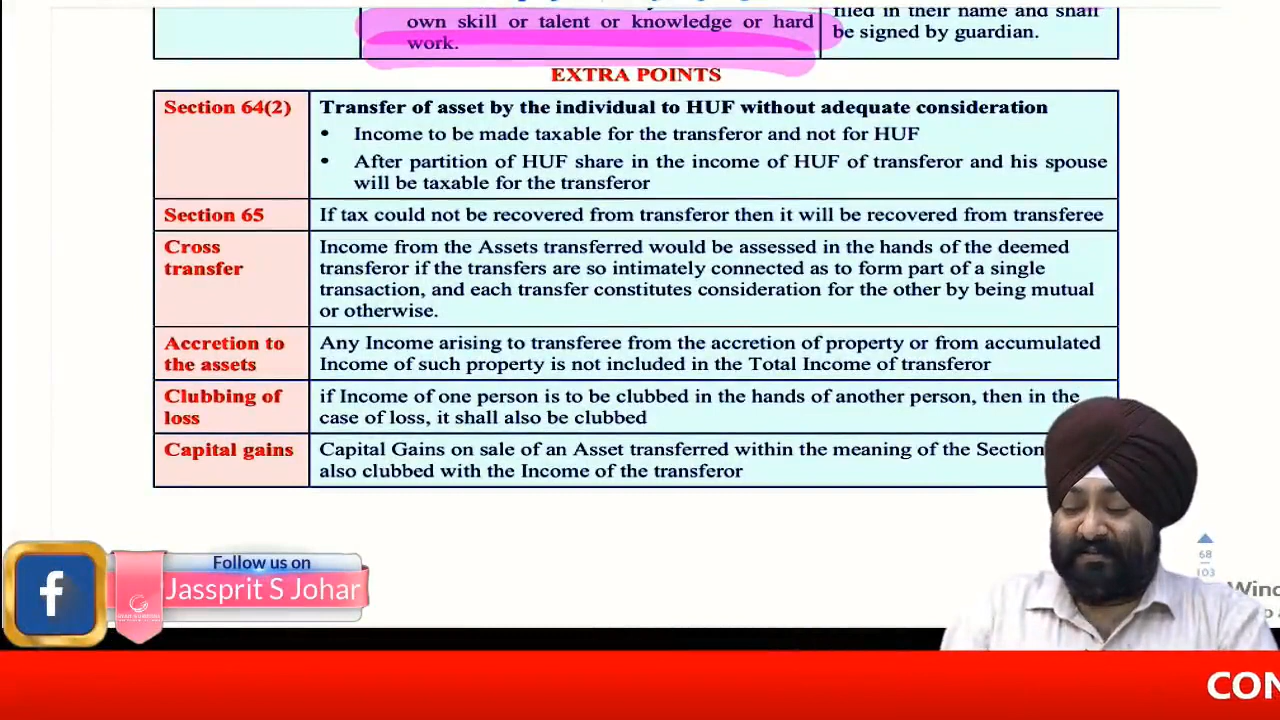 own skill or talent or knowledge or hard
work.
filed in their name and shall
be signed by guardian.
EXTRA POINTS
Section 64(2)
Transfer of asset by the individual to HUF without adequate consideration
• Income to be made taxable for the transferor and not for HUF
• After partition of HUF share in the income of HUF of transferor and his spouse
will be taxable for the transferor
Section 65
If tax could not be recovered from transferor then it will be recovered from transferee
Cross
transfer
Income from the Assets transferred would be assessed in the hands of the deemed
transferor if the transfers are so intimately connected as to form part of a single
transaction, and each transfer constitutes consideration for the other by being mutual
or otherwise.
Accretion to
the assets
Any Income arising to transferee from the accretion of property or from accumulated
Income of such property is not included in the Total Income of transferor
Clubbing of
loss
if Income of one person is to be clubbed in the hands of another person, then in the
case of loss, it shall also be clubbed
Capital gains
Capital Gains on sale of an Asset transferred within the meaning of the Section
also clubbed with the Income of the transferor
f
Follow us on
Jassprit S Johar
68
103
Wind
CON